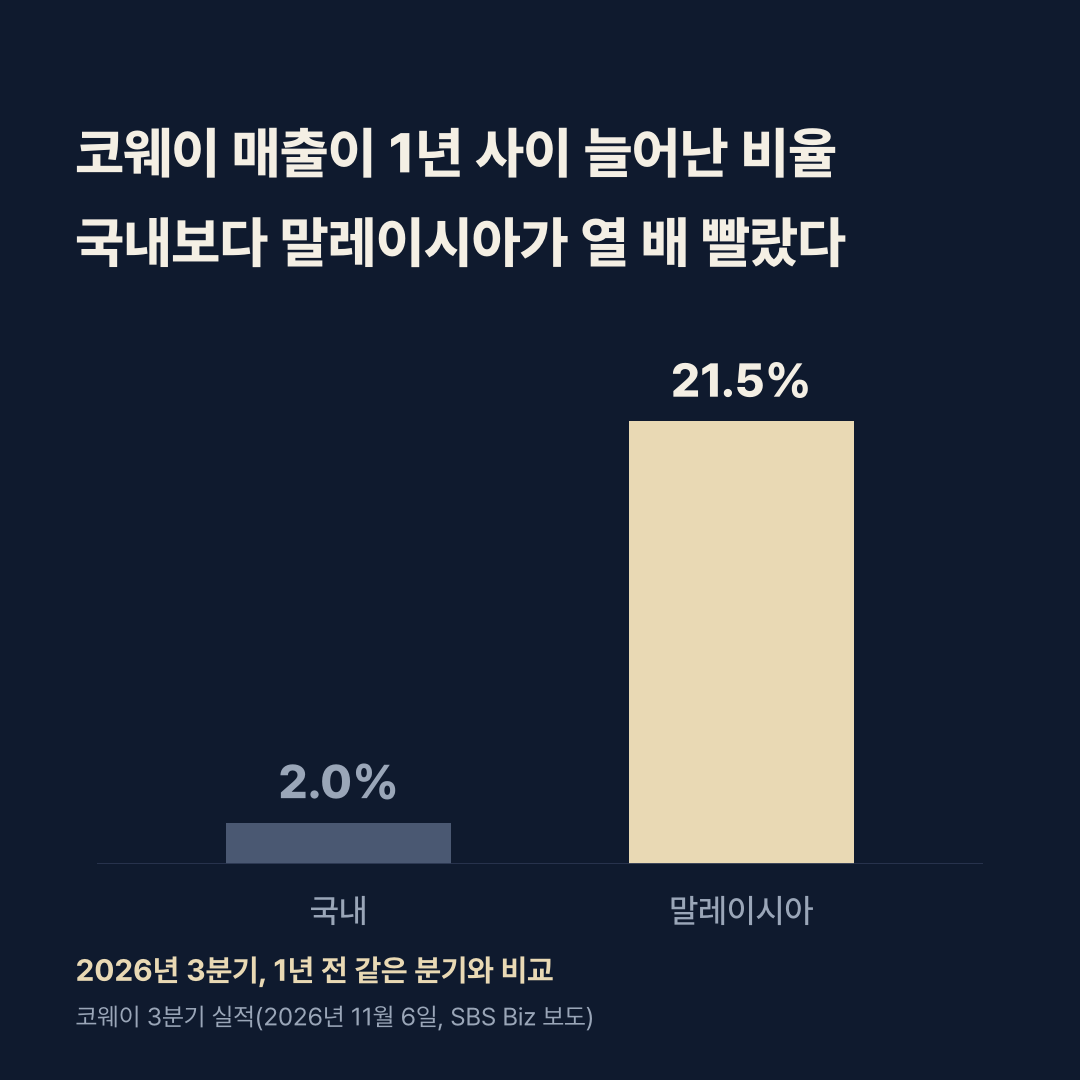 코웨이 매출이 1년 사이 늘어난 비율
국내보다 말레이시아가 열 배 빨랐다
21.5%
2.0%
국내
말레이시아
2026년 3분기, 1년 전 같은 분기와 비교
코웨이 3분기 실적(2026년 11월 6일, SBS Biz 보도)